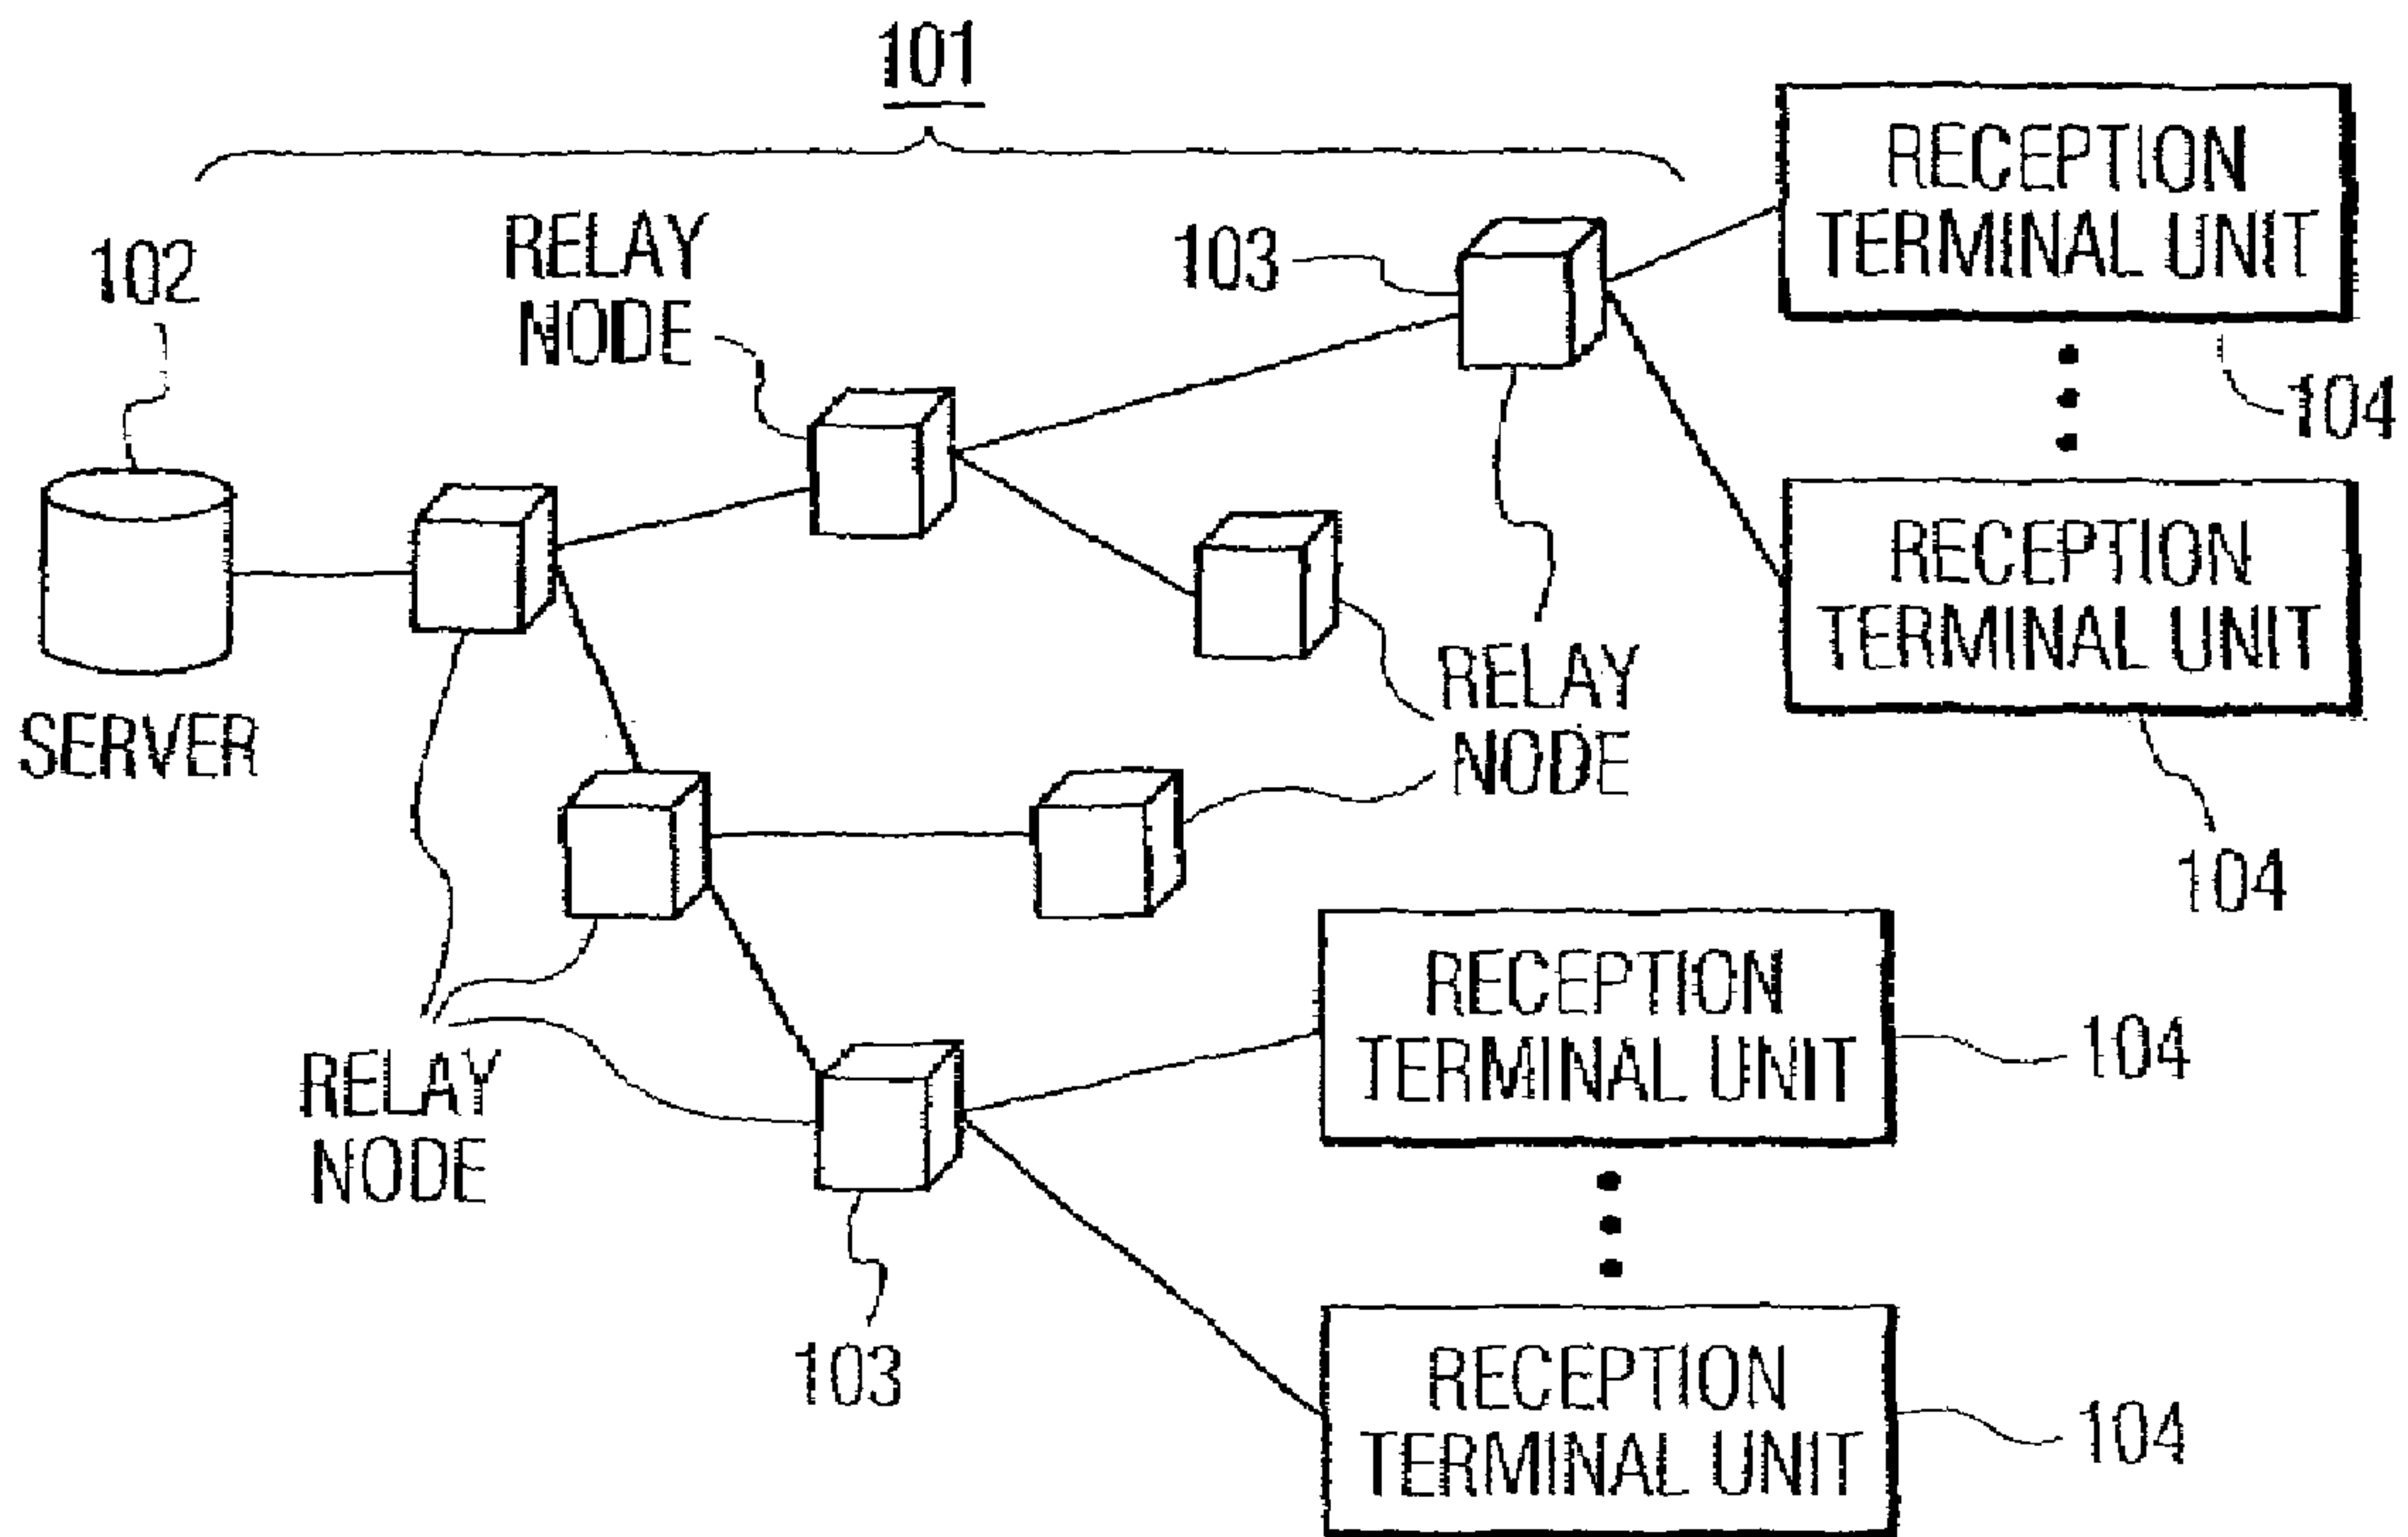 101
RECEPTION
TERMINAL UNIT
102
RELAY
NODE
103
104
RECEPTION
TERMINAL UNIT
SERVER
RELAY
NODE
104
RECEPTION
TERMINAL UNIT
104
RELAY
NODE
103
RECEPTION
TERMINAL UNIT
104